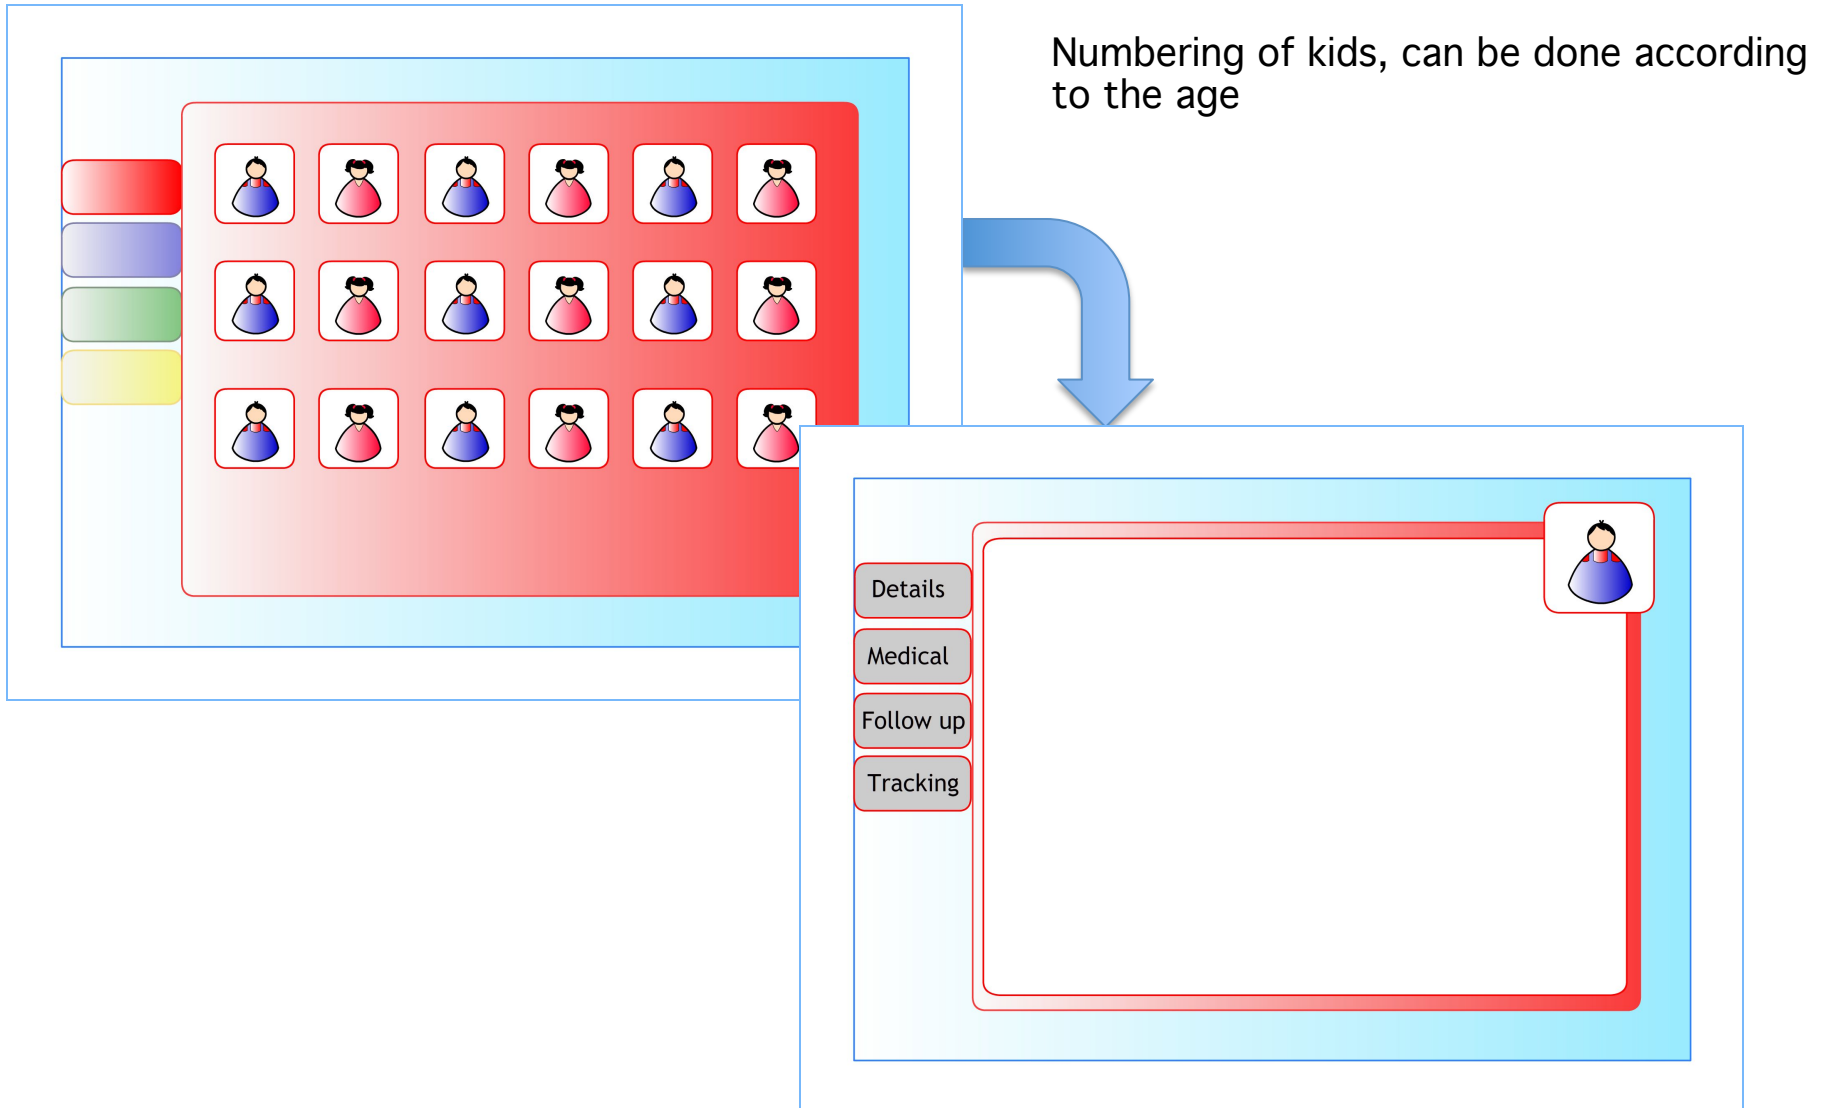 Numbering of kids, can be done according
to the age
Details
Medical
Follow up
Tracking